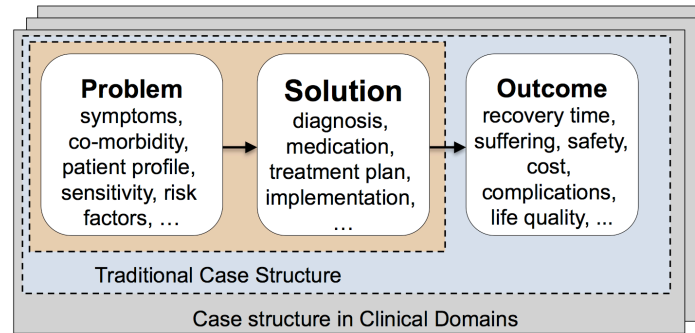 Problem
symptoms,
co-morbidity,
patient profile,
sensitivity, risk
factors, …
Solution
diagnosis,
medication,
treatment plan,
implementation,
…
Outcome
recovery time,
suffering, safety,
cost,
complications,
life quality, ...
Traditional Case Structure
Case structure in Clinical Domains